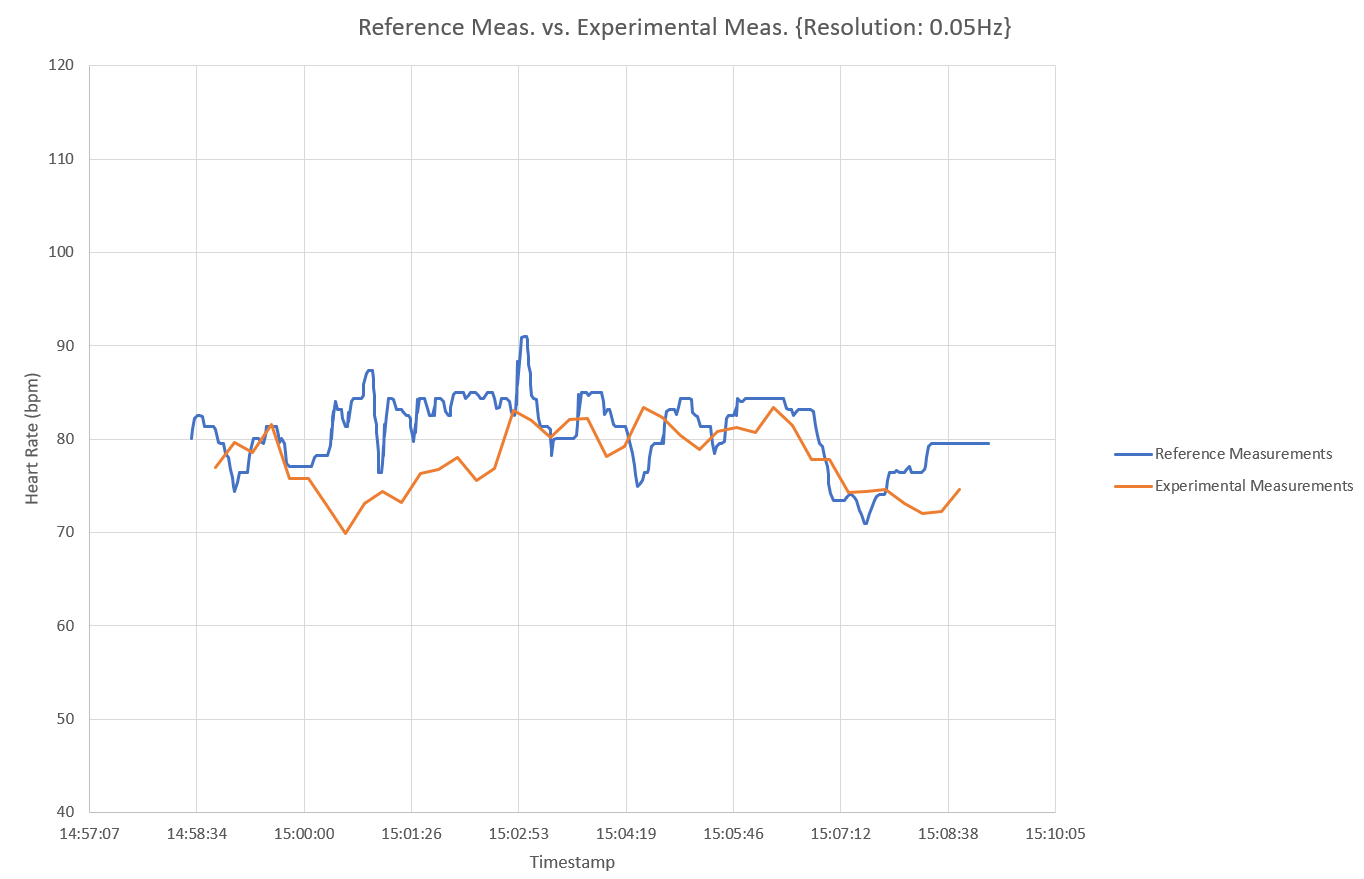 Reference Meas. vs. Experimental Meas. {Resolution: 0.05Hz}
120
110
100
90
80
70
60
50
40
Heart Rate (bpm)
14:57:07 14:58:34 15:00:00 15:01:26 15:02:53 15:04:19 15:05:46 15:07:12 15:08:38 15:10:05
Timestamp
Reference Measurements
Experimental Measurements